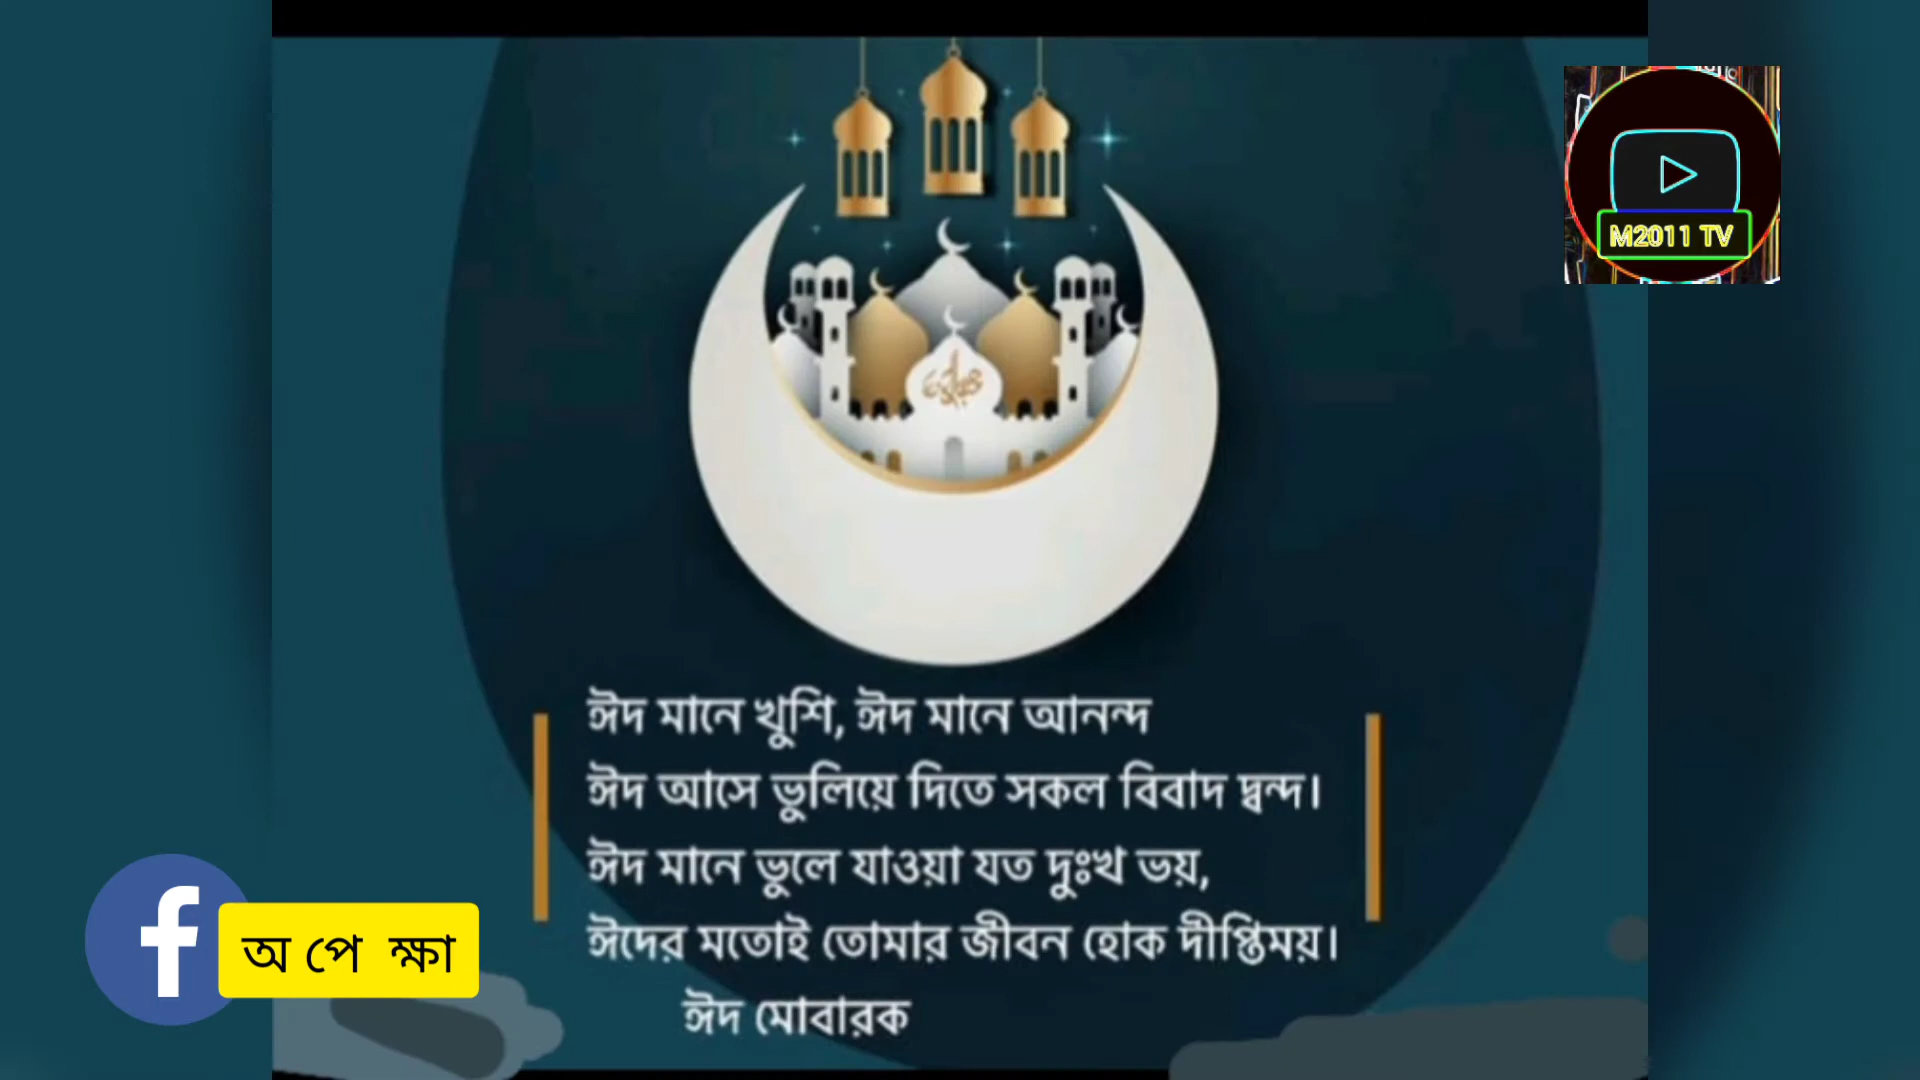 M2011 TV
ঈদ মানে খুশি, ঈদ মানে আনন্দ
ঈদ আসে ভুলিয়ে দিতে সকল বিবাদ দ্বন্দ।
ঈদ মানে ভুলে যাওয়া যত দুঃখ ভয়,
ঈদের মতোই তোমার জীবন হোক দীপ্তিময়।
ঈদ মোবারক
f অ পে ক্ষা